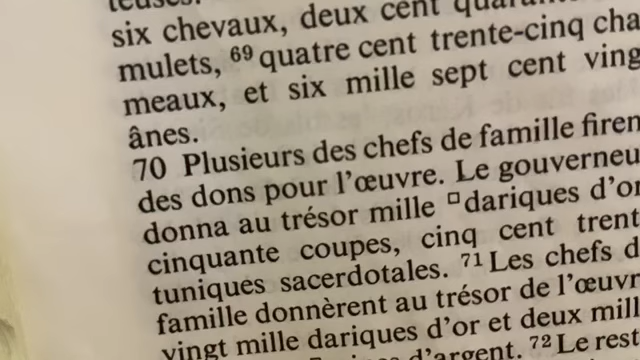 six chevaux, deux cent
mulets, ⁶⁹ quatre cent trente-cinq cha
meaux, et six mille sept cent ving
ânes.
70 Plusieurs des chefs de famille firen
des dons pour l'œuvre. Le gouverneu
donna au trésor mille □dariques d'or
cinquante coupes, cinq cent trent
tuniques sacerdotales. ⁷¹ Les chefs d
famille donnèrent au trésor de l'œuvr
vingt mille dariques d'or et deux mill
d'argent. ⁷² Le rest